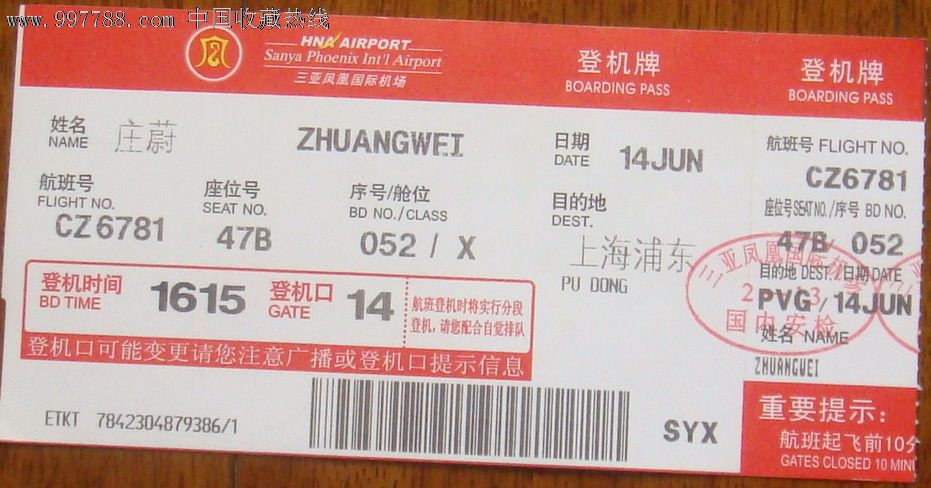 www.997788.com 中国收藏热线
HNA AIRPORT
Sanya Phoenix Int'l Airport
三亚凤凰国际机场
登机牌
BOARDING PASS
登机牌
BOARDING PASS
姓名
NAME
庄蔚
ZHUANGWEI
日期
DATE
14JUN
航班号
FLIGHT NO.
CZ6781
座位号
SEAT NO.
47B
序号/舱位
BD NO./CLASS
052 / X
目的地
DEST.
上海浦东
PU DONG
登机时间
BD TIME
1615
登机口
GATE
14
航班登机时将实行分段
登机，请您配合自觉排队
登机口可能变更请您注意广播或登机口提示信息
ETKT 7842304879386/1
SYX
航班号 FLIGHT NO.
CZ6781
座位号SEAT NO./序号 BD NO.
47B 052
目的地 DEST 日期 DATE
PVG / 14JUN
姓名 NAME
ZHUANGWEI
三亚凤凰国际机场
国内安检
重要提示：
航班起飞前10分
GATES CLOSED 10 MINU